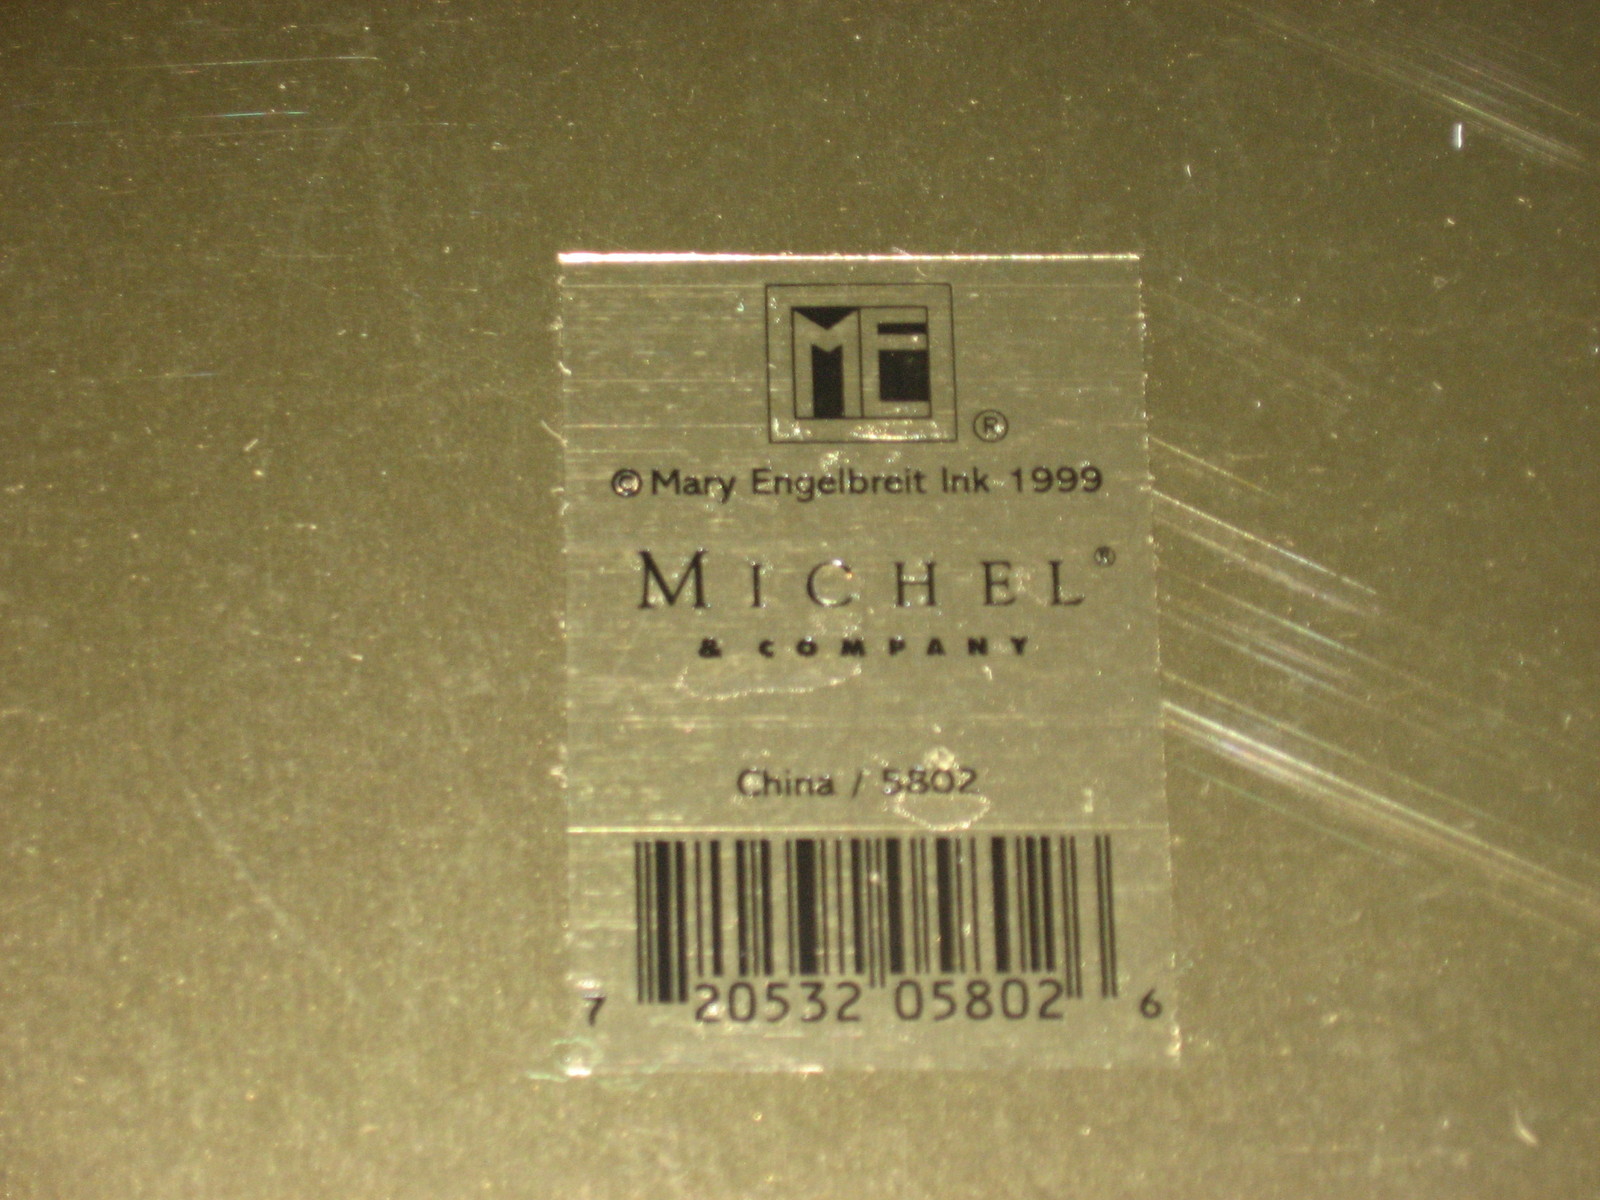 ME ®
© Mary Engelbreit Ink 1999
MICHEL®
& COMPANY
China / 5802
7 20532 05802 6